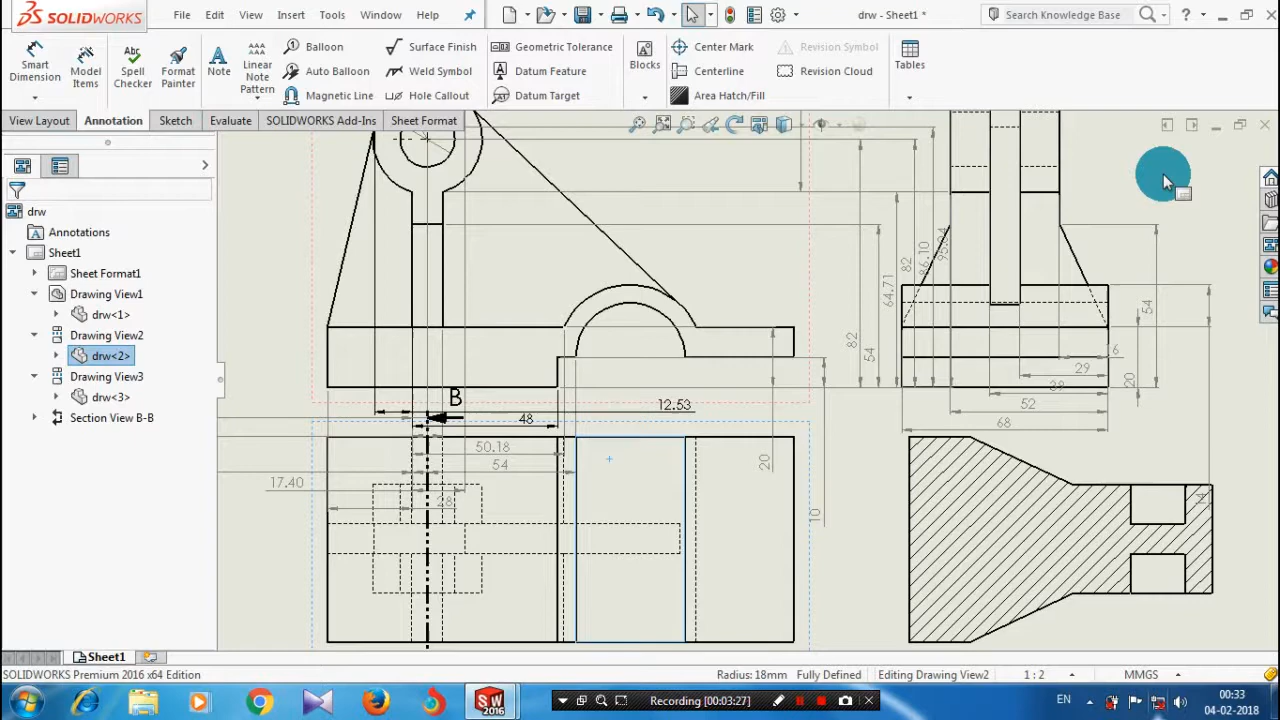 SOLIDWORKS File Edit View Insert Tools Window Help drw - Sheet1 * Search Knowledge Base ?
Smart Dimension
Model Items
Spell Checker
Format Painter
Note
Linear Note Pattern
Balloon
Auto Balloon
Magnetic Line
Surface Finish
Weld Symbol
Hole Callout
Geometric Tolerance
Datum Feature
Datum Target
Blocks
Center Mark
Centerline
Area Hatch/Fill
Revision Symbol
Revision Cloud
Tables
View Layout Annotation Sketch Evaluate SOLIDWORKS Add-Ins Sheet Format
drw
Annotations
Sheet1
Sheet Format1
Drawing View1
drw<1>
Drawing View2
drw<2>
Drawing View3
drw<3>
Section View B-B
B
12.53
48
50.18
54
17.40
20
10
82
54
64.71
82
86.10
54
6
29
20
52
68
14
Sheet1
SOLIDWORKS Premium 2016 x64 Edition Radius: 18mm Fully Defined Editing Drawing View2 1 : 2 MMGS
SW 2016
Recording [00:03:27]
EN
00:33
04-02-2018